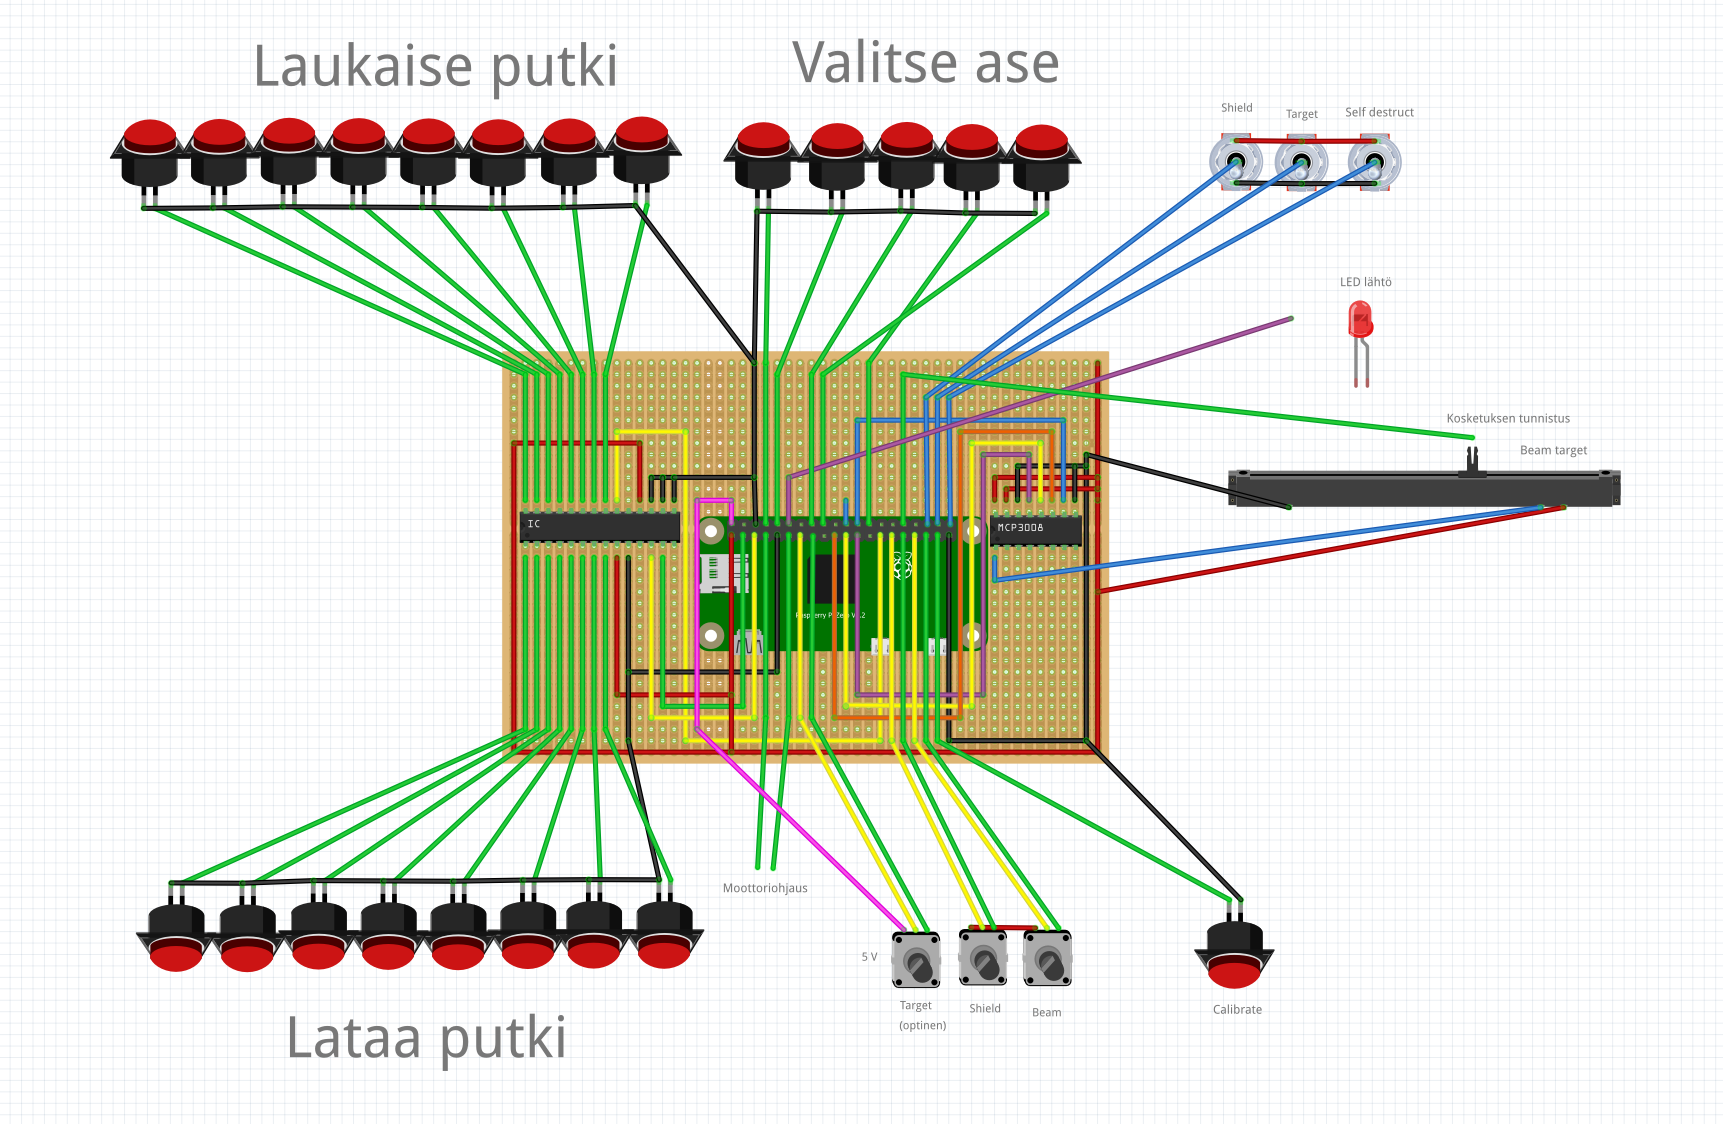 Laukaise putki
Valitse ase
Shield
Target
Self destruct
LED lähtö
Kosketuksen tunnistus
Beam target
IC
MCP3008
Raspberry Pi Zero V1.2
Moottoriohjaus
5 V
Target
(optinen)
Shield
Beam
Calibrate
Lataa putki